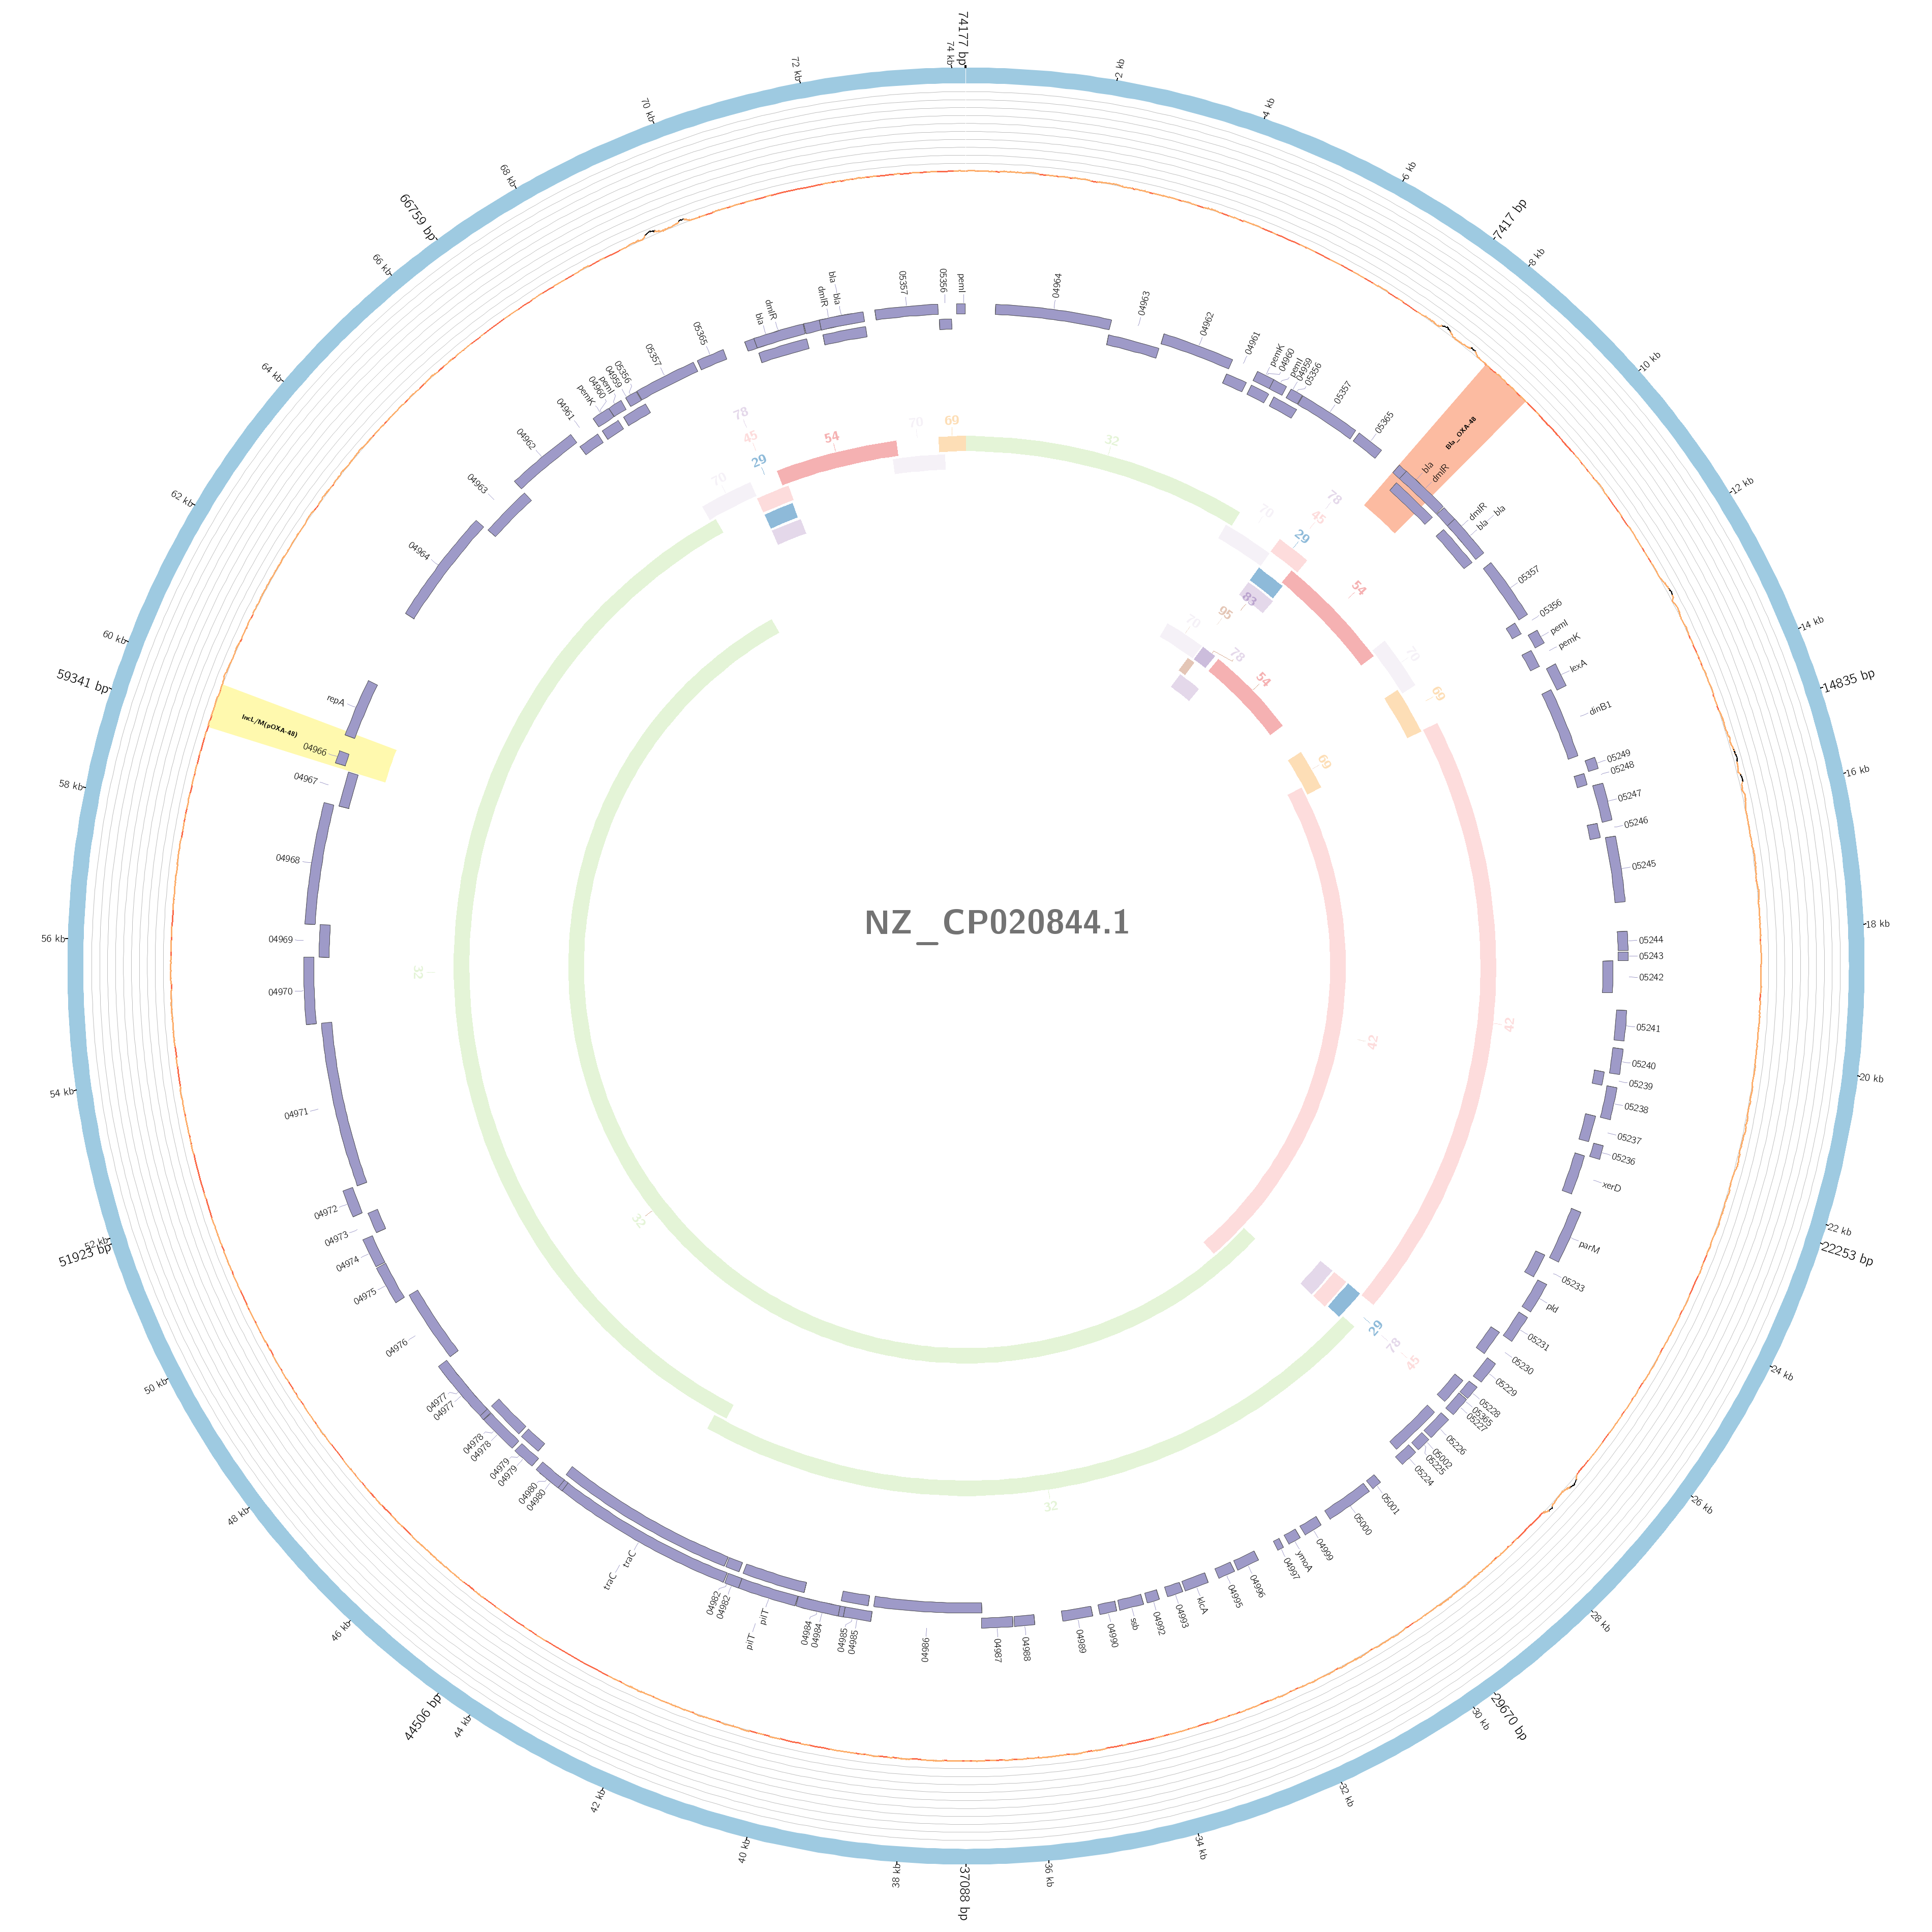 74177 bp
2 kb
4 kb
6 kb
7417 bp
8 kb
10 kb
12 kb
14 kb
14835 bp
16 kb
18 kb
20 kb
22 kb
22253 bp
24 kb
26 kb
28 kb
29670 bp
30 kb
32 kb
34 kb
36 kb
37088 bp
38 kb
40 kb
42 kb
44 kb
44506 bp
46 kb
48 kb
50 kb
51923 bp
52 kb
54 kb
56 kb
58 kb
59341 bp
60 kb
62 kb
64 kb
66 kb
66759 bp
68 kb
70 kb
72 kb
74 kb
04964
04963
04962
04961
pemK
04960
pemI
04959
05356
05357
05365
Bla_OXA-48
bla
dmlR
dmlR
bla
bla
05357
05356
pemI
pemK
lexA
dinB1
05249
05248
05247
05246
05245
05244
05243
05242
05241
05240
05239
05238
05237
05236
xerD
parM
05233
pld
05231
05230
05229
05228
05365
05227
05226
05002
05225
05224
05001
05000
04999
ymoA
04997
04996
04995
klcA
04993
04992
ssb
04990
04989
04988
04987
04986
04985
04985
04984
04984
pilT
pilT
04982
04982
traC
traC
04980
04980
04979
04979
04978
04978
04977
04977
04976
04975
04974
04973
04972
04971
04970
04969
04968
04967
04966
IncL/M(pOXA-48)
repA
04964
04963
04962
04961
pemK
04960
pemI
04959
05356
05357
05365
bla
dmlR
dmlR
bla
bla
05357
05356
pemI
32
70
78
45
29
54
70
69
42
29
78
45
32
32
70
29
45
78
54
70
69
70
95
83
78
54
69
42
32
NZ_CP020844.1